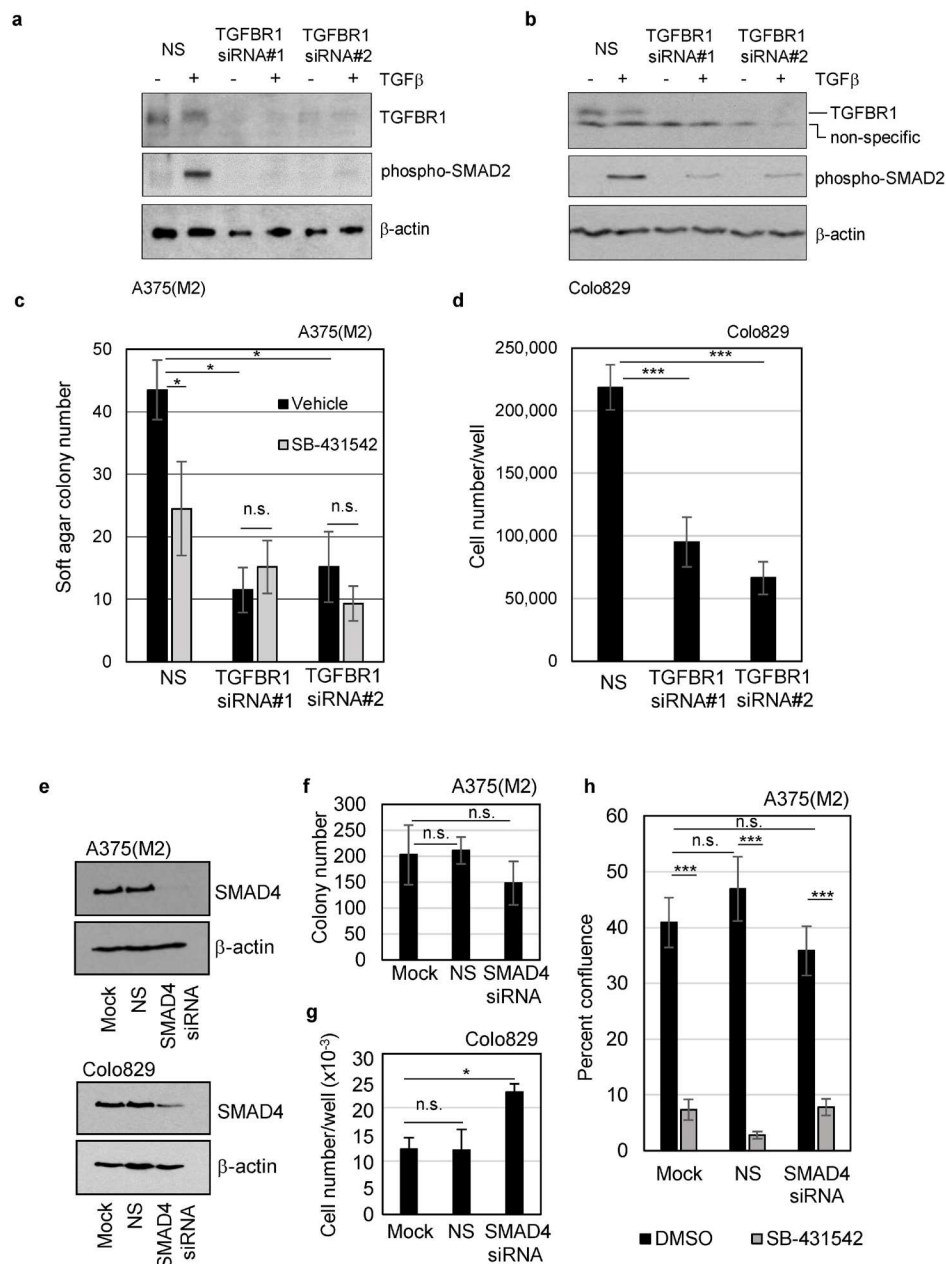 a
NS
TGFBR1
siRNA#1
TGFBR1
siRNA#2
- + - + - + TGFβ
TGFBR1
phospho-SMAD2
β-actin
A375(M2)
b
NS
TGFBR1
siRNA#1
TGFBR1
siRNA#2
- + - + - + TGFβ
TGFBR1
non-specific
phospho-SMAD2
β-actin
Colo829
c
A375(M2)
Soft agar colony number
50
40
30
20
10
0
*
*
*
n.s.
n.s.
Vehicle
SB-431542
NS
TGFBR1
siRNA#1
TGFBR1
siRNA#2
d
Colo829
Cell number/well
250,000
200,000
150,000
100,000
50,000
0
***
***
NS
TGFBR1
siRNA#1
TGFBR1
siRNA#2
e
A375(M2)
SMAD4
β-actin
Mock
NS
SMAD4
siRNA
Colo829
SMAD4
β-actin
Mock
NS
SMAD4
siRNA
f
A375(M2)
Colony number
300
250
200
150
100
50
0
n.s.
n.s.
Mock
NS
SMAD4
siRNA
g
Colo829
Cell number/well (x10-3)
30
25
20
15
10
5
0
*
n.s.
Mock
NS
SMAD4
siRNA
h
A375(M2)
Percent confluence
60
50
40
30
20
10
0
n.s.
n.s.
***
***
***
Mock
NS
SMAD4
siRNA
DMSO
SB-431542